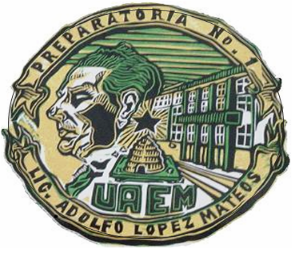 PREPARATORIA No. 1
UAEM
LIC. ADOLFO LOPEZ MATEOS